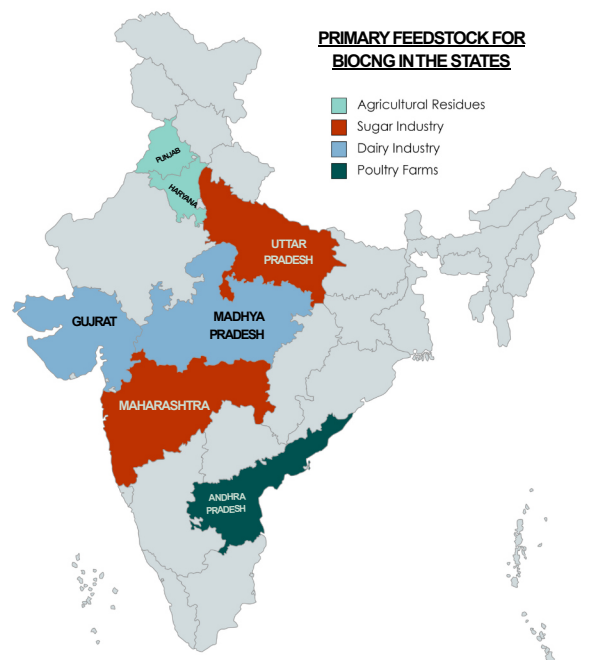 PRIMARY FEEDSTOCK FOR
BIOCNG IN THE STATES
Agricultural Residues
Sugar Industry
Dairy Industry
Poultry Farms
PUNJAB
HARYANA
UTTAR
PRADESH
GUJRAT
MADHYA
PRADESH
MAHARASHTRA
ANDHRA
PRADESH